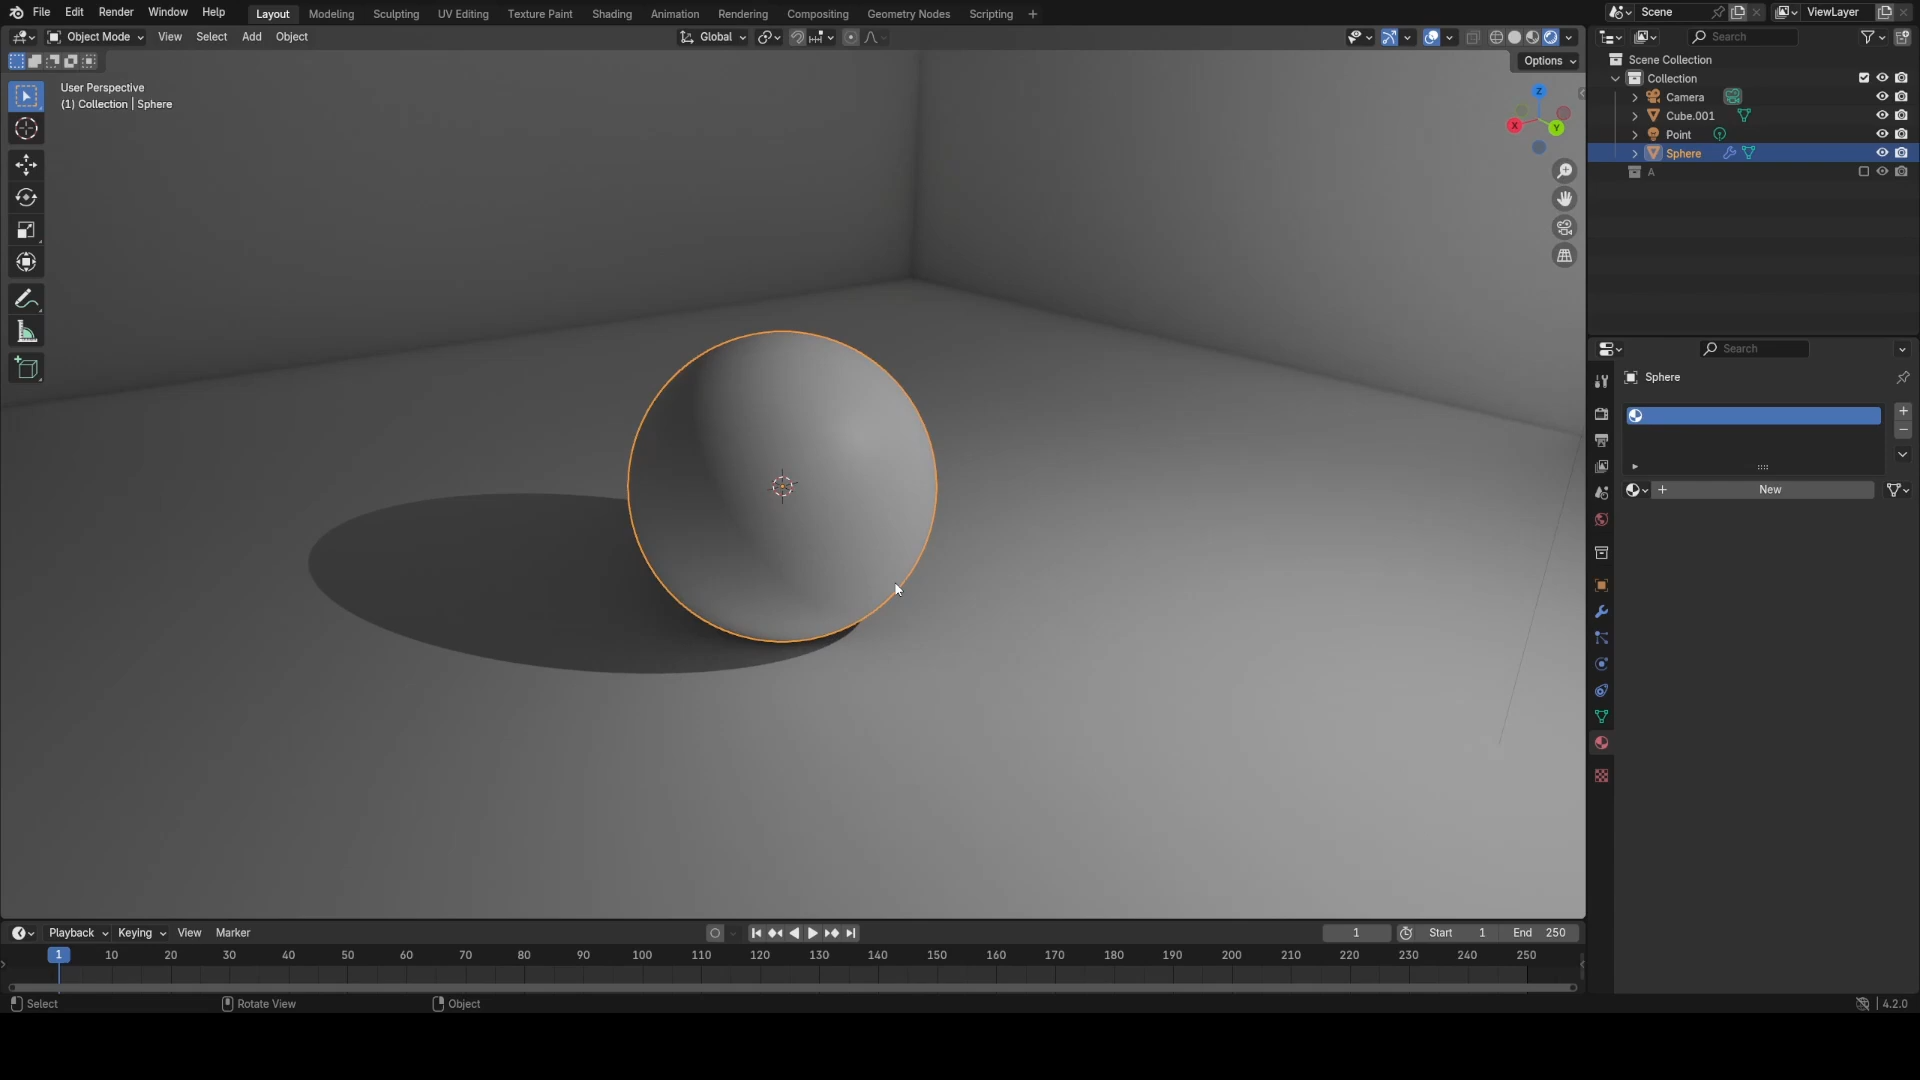 File Edit Render Window Help Layout Modeling Sculpting UV Editing Texture Paint Shading Animation Rendering Compositing Geometry Nodes Scripting + Scene ViewLayer
Object Mode View Select Add Object Global Search
Options
User Perspective
(1) Collection | Sphere
Z
X
Y
Scene Collection
Collection
Camera
Cube.001
Point
Sphere
A
Search
Sphere
New
Playback Keying View Marker 1 Start 1 End 250
1 10 20 30 40 50 60 70 80 90 100 110 120 130 140 150 160 170 180 190 200 210 220 230 240 250
Select Rotate View Object 4.2.0